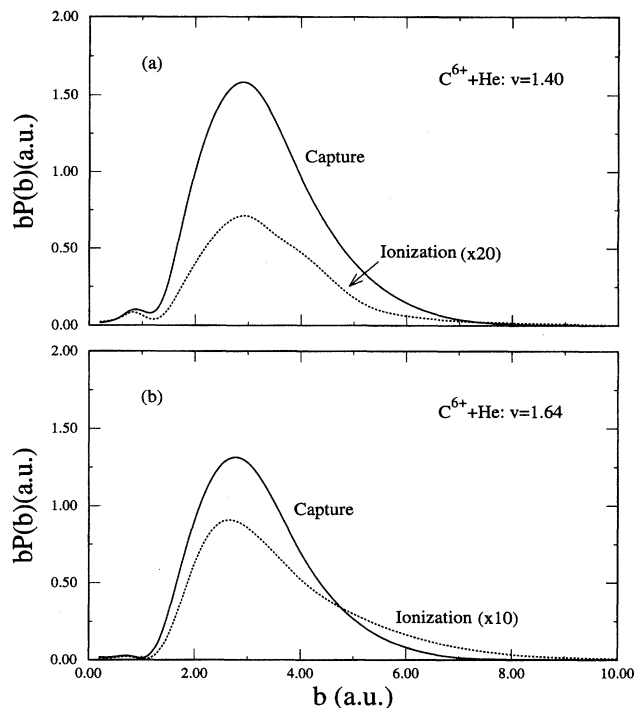 2.00
(a)
C6++He: v=1.40
1.50
Capture
1.00
bP(b)(a.u.)
0.50
Ionization (x20)
0.00
2.00
(b)
C6++He: v=1.64
1.50
Capture
1.00
bP(b)(a.u.)
0.50
Ionization (x10)
0.00
0.00 2.00 4.00 6.00 8.00 10.00
b (a.u.)